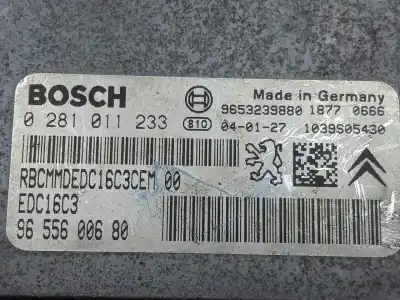 BOSCH
Made in Germany
9653239880 1877 0666
0 281 011 233 810 04-01-27 1039S05430
RBCMMDEDC16C3CEM 00
EDC16C3
96 556 006 80